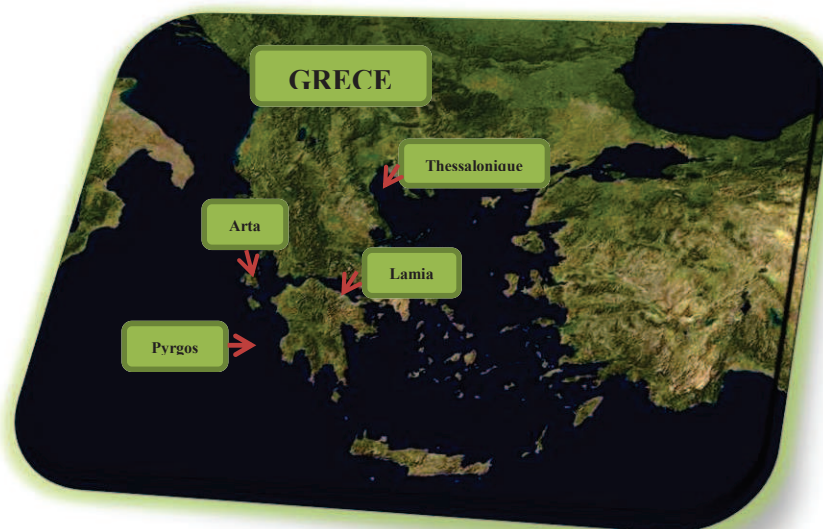 GRECE
Thessalonique
Arta
Lamia
Pyrgos